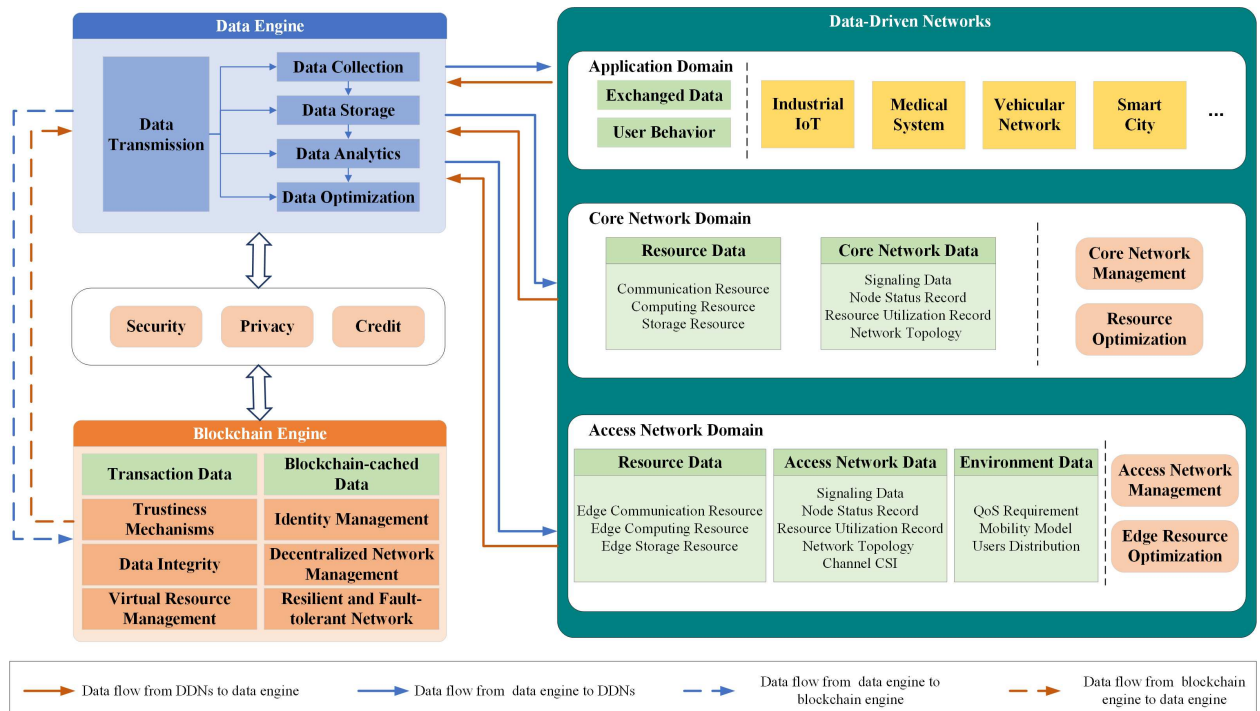 Data Engine
Data
Transmission
Data Collection
Data Storage
Data Analytics
Data Optimization
Security
Privacy
Credit
Blockchain Engine
Transaction Data
Blockchain-cached
Data
Trustiness
Mechanisms
Identity Management
Data Integrity
Decentralized Network
Management
Virtual Resource
Management
Resilient and Fault-
tolerant Network
Data-Driven Networks
Application Domain
Exchanged Data
User Behavior
Industrial
IoT
Medical
System
Vehicular
Network
Smart
City
...
Core Network Domain
Resource Data
Communication Resource
Computing Resource
Storage Resource
Core Network Data
Signaling Data
Node Status Record
Resource Utilization Record
Network Topology
Core Network
Management
Resource
Optimization
Access Network Domain
Resource Data
Edge Communication Resource
Edge Computing Resource
Edge Storage Resource
Access Network Data
Signaling Data
Node Status Record
Resource Utilization Record
Network Topology
Channel CSI
Environment Data
QoS Requirement
Mobility Model
Users Distribution
Access Network
Management
Edge Resource
Optimization
Data flow from DDNs to data engine
Data flow from data engine to DDNs
Data flow from data engine to
blockchain engine
Data flow from blockchain
engine to data engine